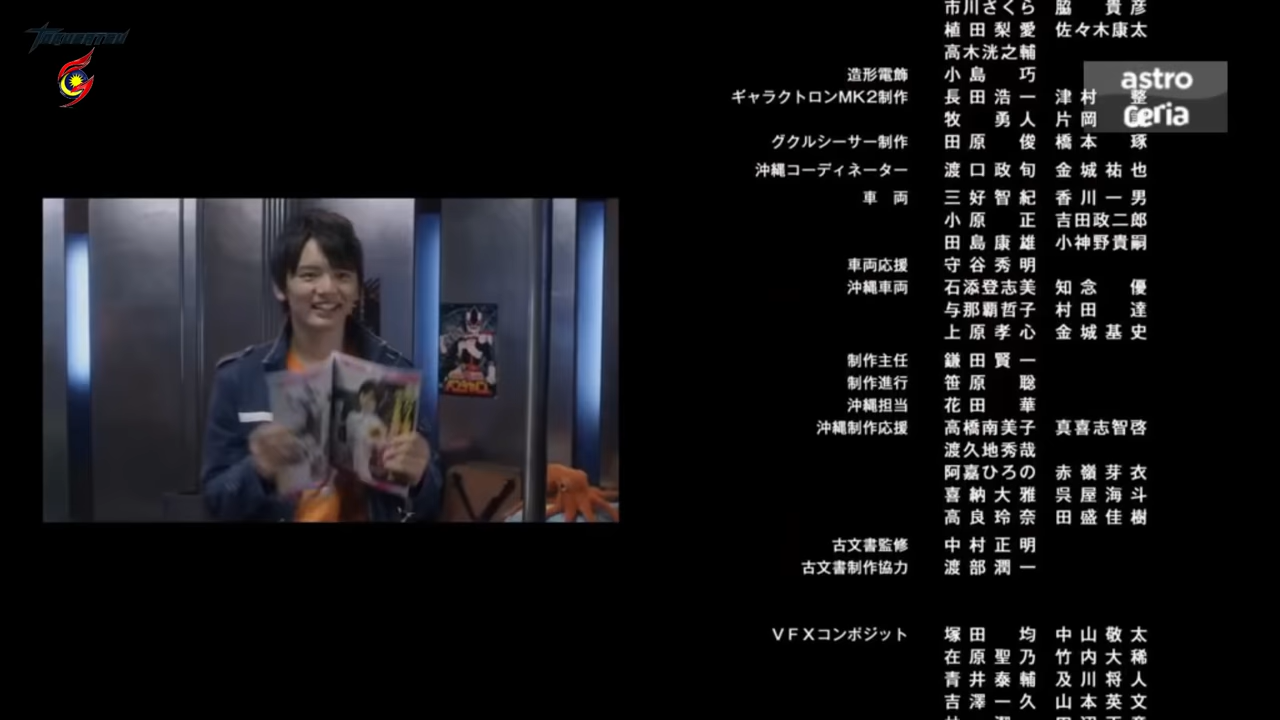 市川さくら 脇 貴彦
植田梨愛 佐々木康太
高木洸之輔
造形電飾 小島 巧
ギャラクトロンMK2制作 長田浩一 津村 整
牧 勇人 片岡
グクルシーサー制作 田原 俊 橋本 琢
沖縄コーディネーター 渡口政旬 金城祐也
車両 三好智紀 香川一男
小原 正 吉田政二郎
田島康雄 小神野貴嗣
車両応援 守谷秀明
沖縄車両 石添登志美 知念 優
与那覇哲子 村田 達
上原孝心 金城基史
制作主任 鎌田賢一
制作進行 笹原 聡
沖縄担当 花田 華
沖縄制作応援 高橋南美子 真喜志智啓
渡久地秀哉
阿嘉ひろの 赤嶺芽衣
喜納大雅 呉屋海斗
高良玲奈 田盛佳樹
古文書監修 中村正明
古文書制作協力 渡部潤一
VFXコンポジット 塚田 均 中山敬太
在原聖乃 竹内大稀
青井泰輔 及川将人
吉澤一久 山本英文
astro
ceria